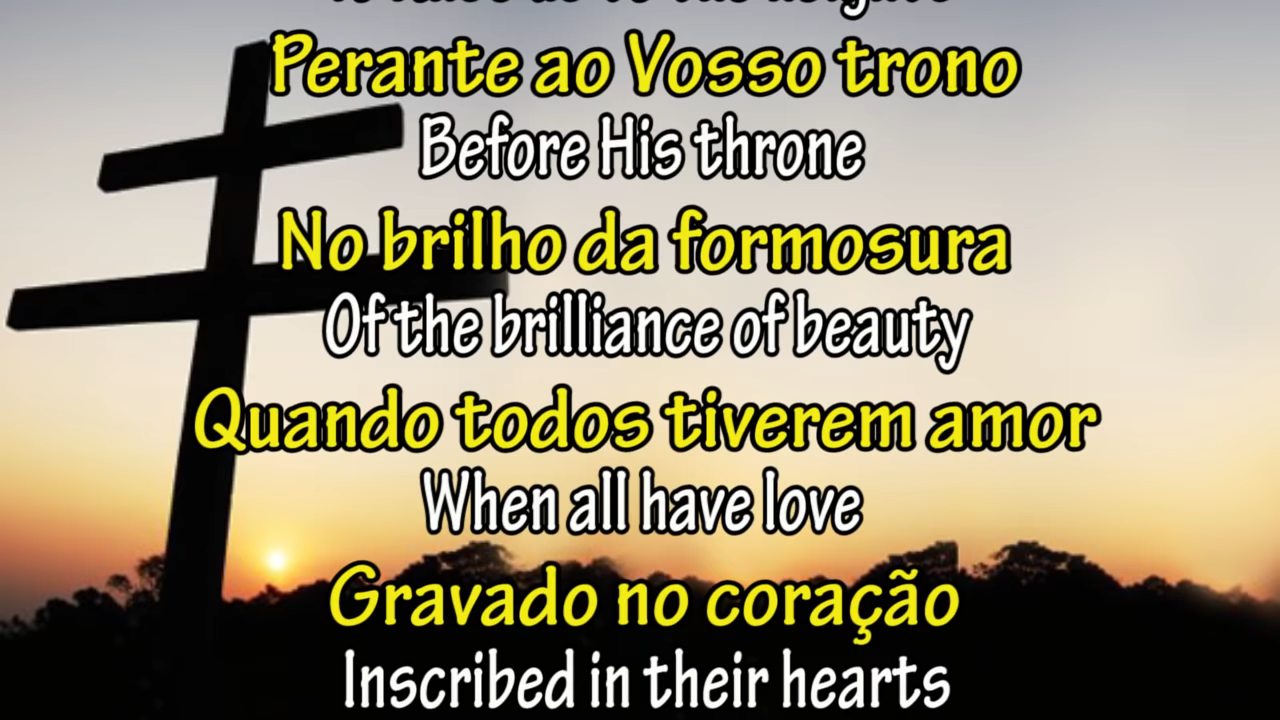 Perante ao Vosso trono
Before His throne
No brilho da formosura
Of the brilliance of beauty
Quando todos tiverem amor
When all have love
Gravado no coração
Inscribed in their hearts